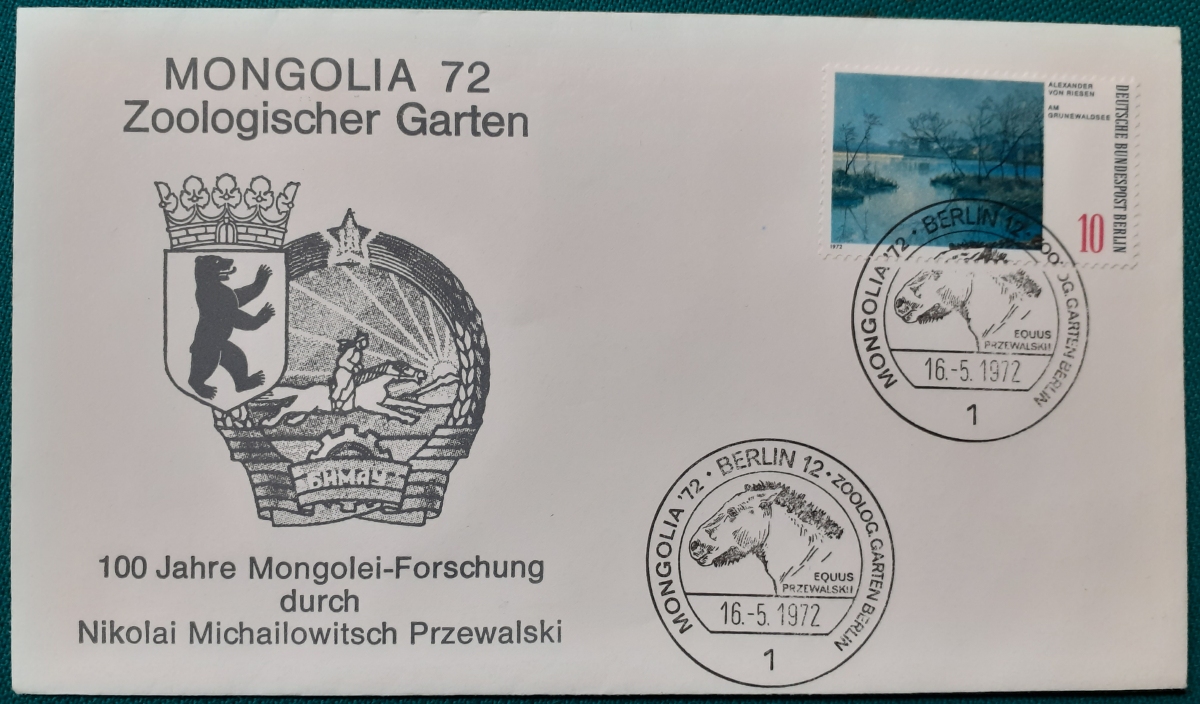 MONGOLIA 72
Zoologischer Garten
БНМАУ
100 Jahre Mongolei-Forschung
durch
Nikolai Michailowitsch Przewalski
ALEXANDER
VON RIESEN
AM
GRUNEWALDSEE
DEUTSCHE BUNDESPOST BERLIN
10
1972
MONGOLIA '72 · BERLIN 12 · ZOOLOG. GARTEN BERLIN
EQUUS
PRZEWALSKII
16.-5.1972
1
MONGOLIA '72 · BERLIN 12 · ZOOLOG. GARTEN BERLIN
EQUUS
PRZEWALSKII
16.-5.1972
1